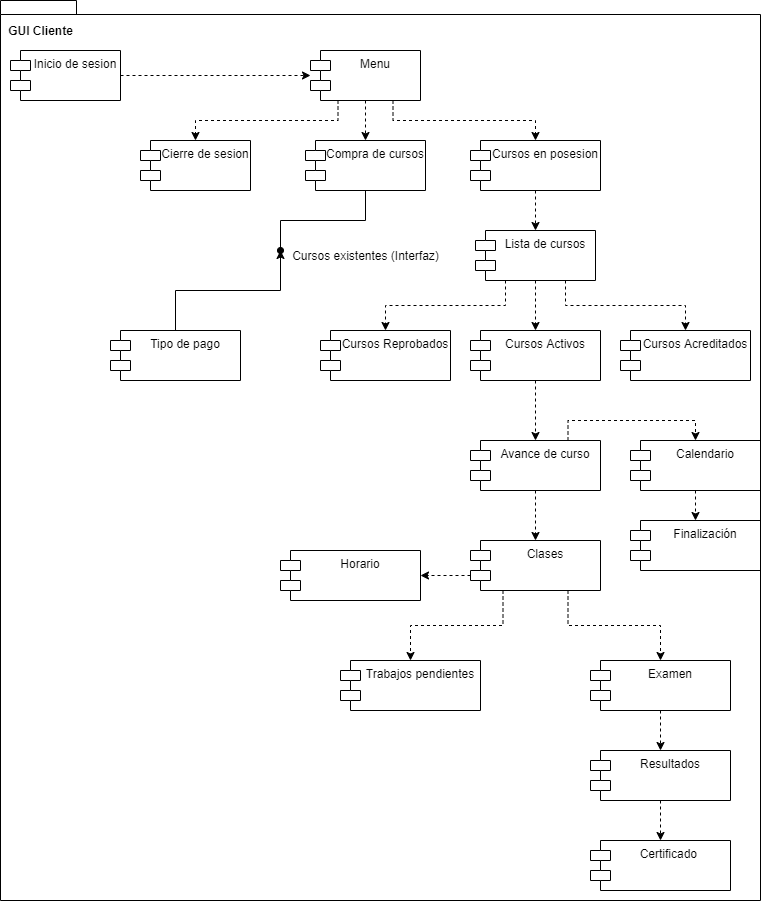 GUI Cliente
Inicio de sesion
Menu
Cierre de sesion
Compra de cursos
Cursos en posesion
Lista de cursos
Cursos existentes (Interfaz)
Tipo de pago
Cursos Reprobados
Cursos Activos
Cursos Acreditados
Avance de curso
Calendario
Finalización
Clases
Horario
Trabajos pendientes
Examen
Resultados
Certificado